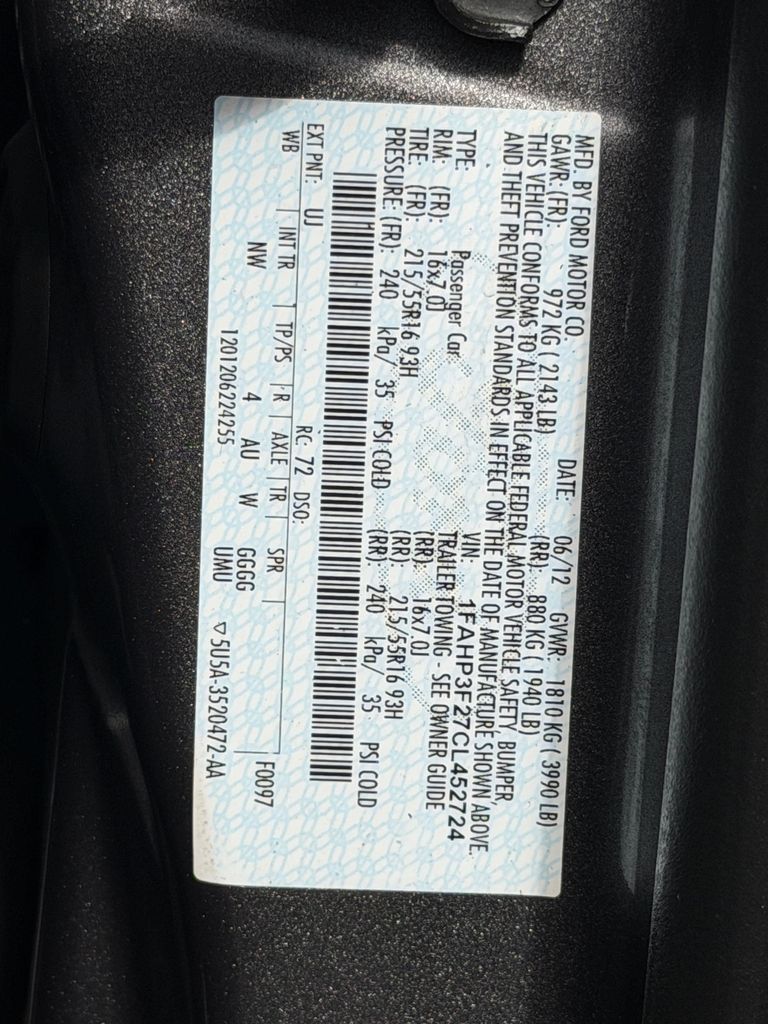 MFD. BY FORD MOTOR CO.
DATE: 06/12 GVWR: 1810 KG ( 3990 LB)
GAWR: (FR): 972 KG ( 2143 LB) (RR): 880 KG ( 1940 LB)
THIS VEHICLE CONFORMS TO ALL APPLICABLE FEDERAL MOTOR VEHICLE SAFETY, BUMPER,
AND THEFT PREVENTION STANDARDS IN EFFECT ON THE DATE OF MANUFACTURE SHOWN ABOVE.
VIN: 1FAHP3F27CL452724
TYPE: Passenger Car TRAILER TOWING - SEE OWNER GUIDE
RIM: (FR): 16x7.0J (RR): 16x7.0J
TIRE: (FR): 215/55R16 93H (RR): 215/55R16 93H
PRESSURE: (FR): 240 kPa/ 35 PSI COLD (RR): 240 kPa/ 35 PSI COLD
EXT PNT: UJ RC: 72 DSO: F0097
WB INT TR TP/PS R AXLE TR SPR
NW 4 AU W GGGG
1201206224255 UMU ▽5U5A-3520472-AA